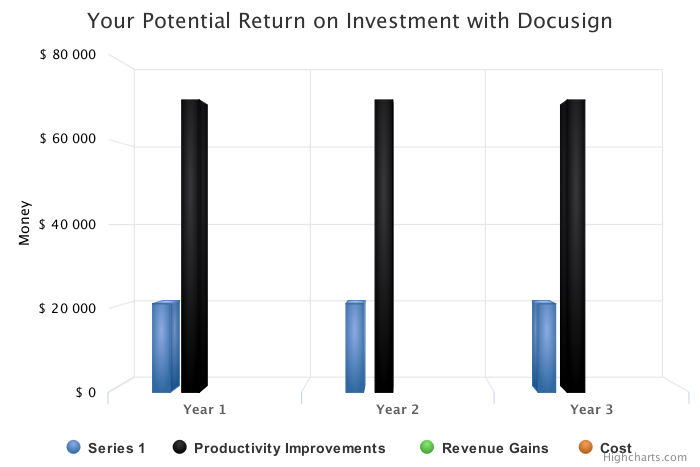 Your Potential Return on Investment with Docusign
$ 80 000
$ 60 000
$ 40 000
$ 20 000
$ 0
Money
Year 1 Year 2 Year 3
Series 1 Productivity Improvements Revenue Gains Cost
Highcharts.com